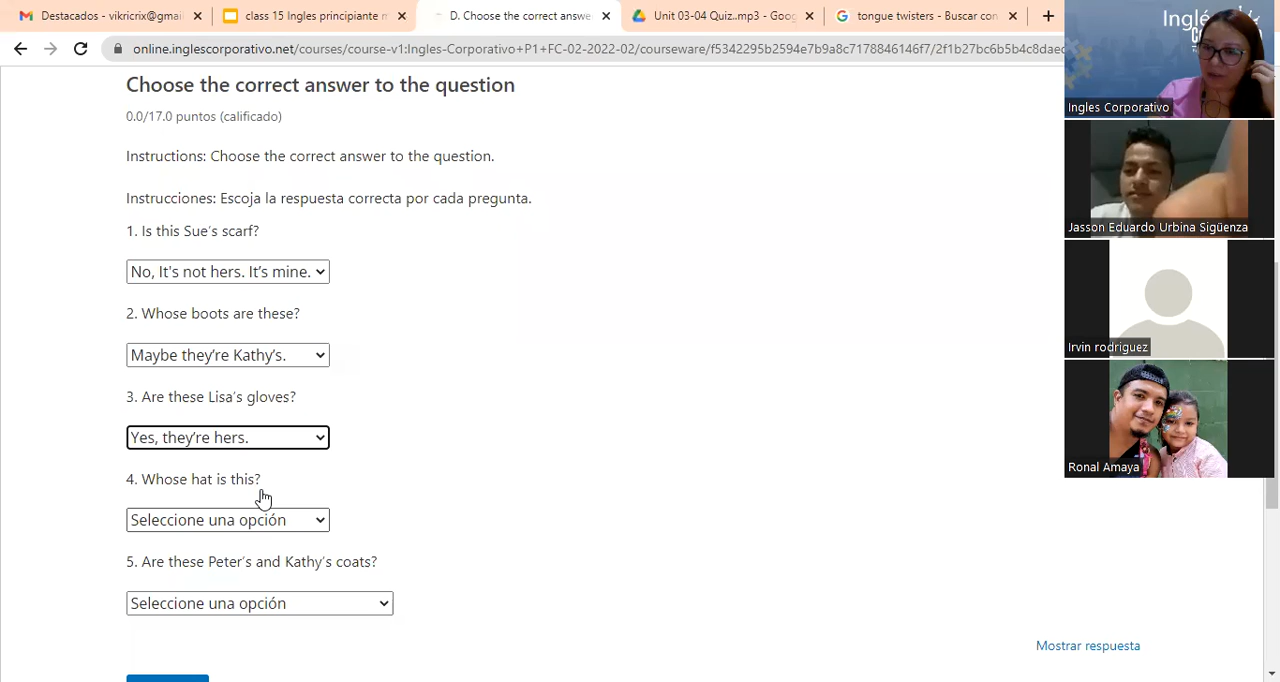 Destacados - vikricrix@gmai
class 15 Ingles principiante m
D. Choose the correct answe
Unit 03-04 Quiz..mp3 - Goog
tongue twisters - Buscar con
online.inglescorporativo.net/courses/course-v1:Ingles-Corporativo+P1+FC-02-2022-02/courseware/f5342295b2594e7b9a8c7178846146f7/2f1b27bc6b5b4c8daec
Choose the correct answer to the question
0.0/17.0 puntos (calificado)
Instructions: Choose the correct answer to the question.
Instrucciones: Escoja la respuesta correcta por cada pregunta.
1. Is this Sue's scarf?
No, It's not hers. It's mine.
2. Whose boots are these?
Maybe they're Kathy's.
3. Are these Lisa's gloves?
Yes, they're hers.
4. Whose hat is this?
Seleccione una opción
5. Are these Peter's and Kathy's coats?
Seleccione una opción
Mostrar respuesta
Ingles Corporativo
Jasson Eduardo Urbina Sigüenza
Irvin rodriguez
Ronal Amaya